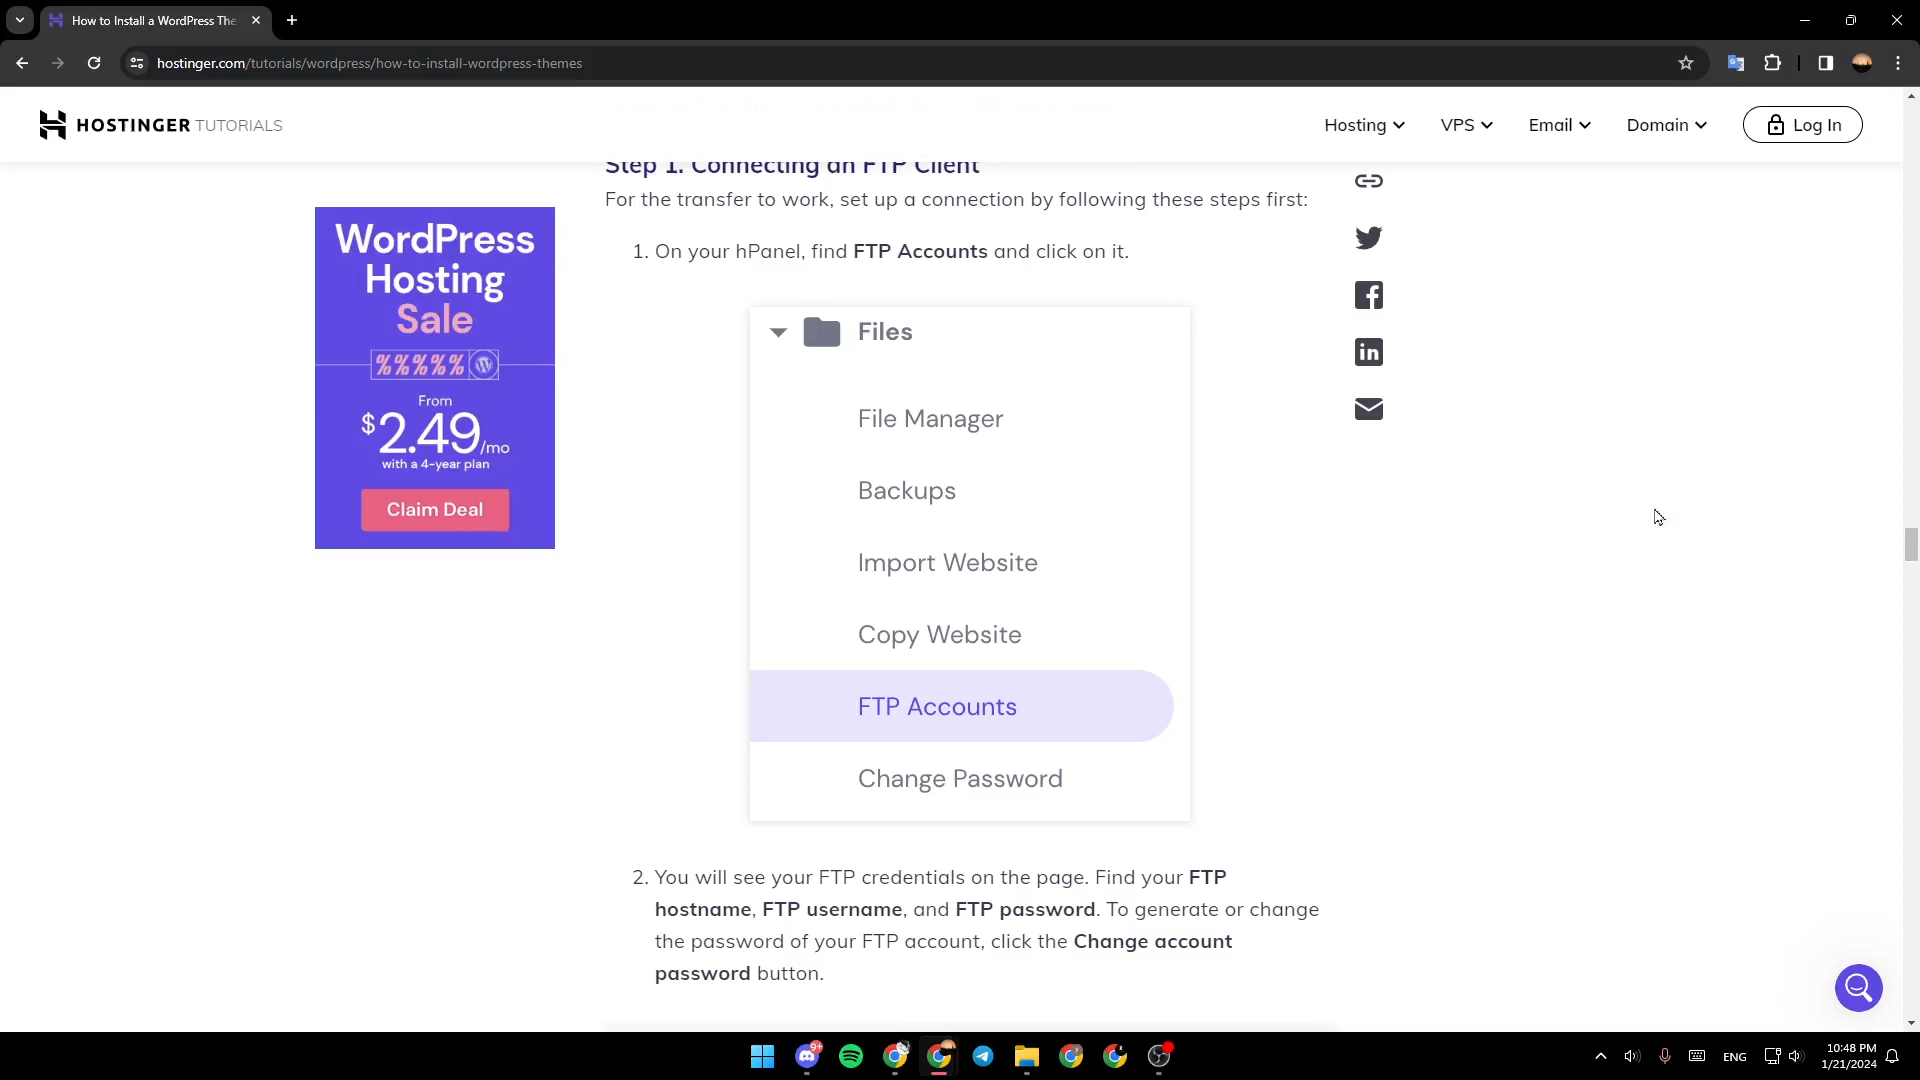 How to Install a WordPress The
hostinger.com/tutorials/wordpress/how-to-install-wordpress-themes
HOSTINGER TUTORIALS
Hosting
VPS
Email
Domain
Log In
Step 1. Connecting an FTP Client
For the transfer to work, set up a connection by following these steps first:
WordPress
Hosting
Sale
%%%%%
From
$2.49/mo
with a 4-year plan
Claim Deal
1. On your hPanel, find FTP Accounts and click on it.
Files
File Manager
Backups
Import Website
Copy Website
FTP Accounts
Change Password
2. You will see your FTP credentials on the page. Find your FTP
hostname, FTP username, and FTP password. To generate or change
the password of your FTP account, click the Change account
password button.
9+
ENG
10:48 PM
1/21/2024